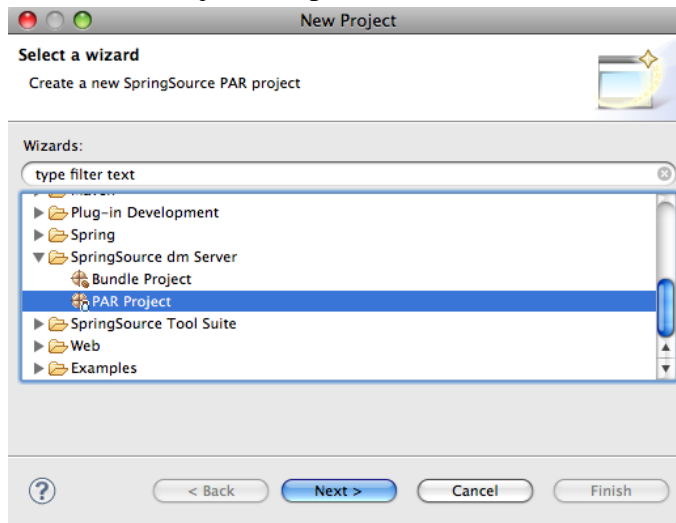 New Project
Select a wizard
Create a new SpringSource PAR project
Wizards:
type filter text
Plug-in Development
Spring
SpringSource dm Server
Bundle Project
PAR Project
SpringSource Tool Suite
Web
Examples
? < Back Next > Cancel Finish